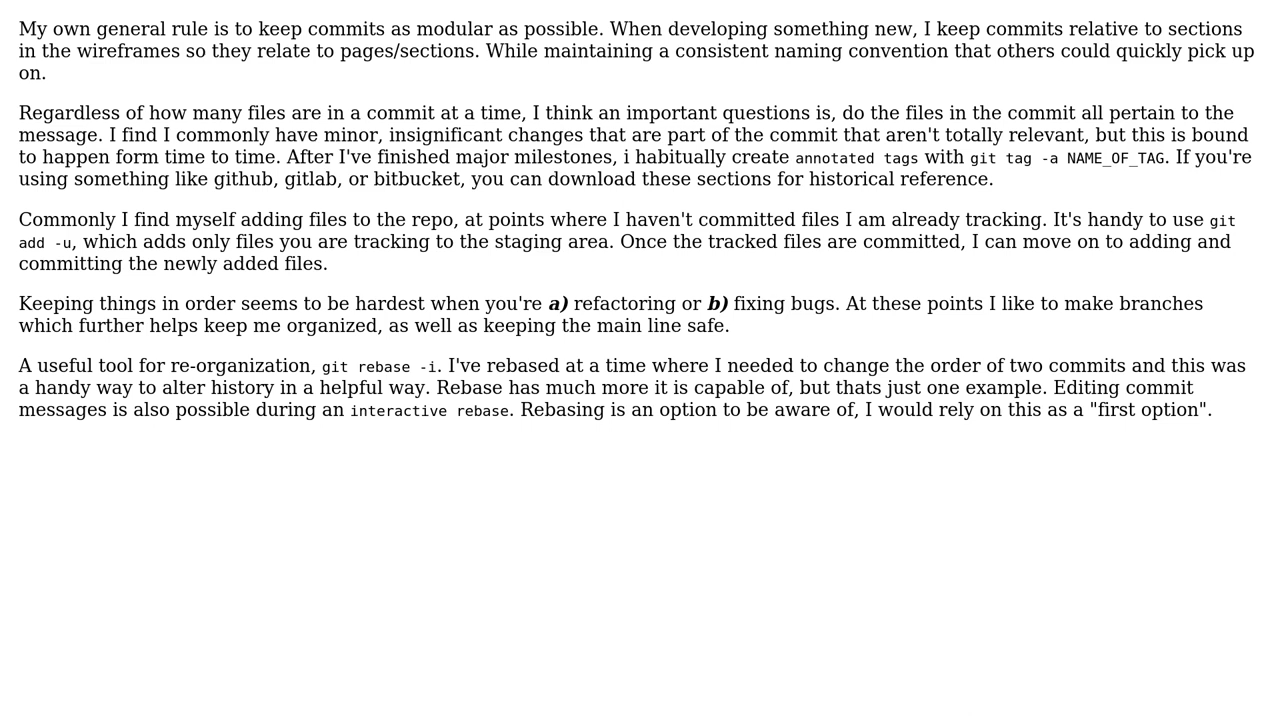 My own general rule is to keep commits as modular as possible. When developing something new, I keep commits relative to sections
in the wireframes so they relate to pages/sections. While maintaining a consistent naming convention that others could quickly pick up
on.
Regardless of how many files are in a commit at a time, I think an important questions is, do the files in the commit all pertain to the
message. I find I commonly have minor, insignificant changes that are part of the commit that aren't totally relevant, but this is bound
to happen form time to time. After I've finished major milestones, i habitually create annotated tags with git tag -a NAME_OF_TAG. If you're
using something like github, gitlab, or bitbucket, you can download these sections for historical reference.
Commonly I find myself adding files to the repo, at points where I haven't committed files I am already tracking. It's handy to use git
add -u, which adds only files you are tracking to the staging area. Once the tracked files are committed, I can move on to adding and
committing the newly added files.
Keeping things in order seems to be hardest when you're a) refactoring or b) fixing bugs. At these points I like to make branches
which further helps keep me organized, as well as keeping the main line safe.
A useful tool for re-organization, git rebase -i. I've rebased at a time where I needed to change the order of two commits and this was
a handy way to alter history in a helpful way. Rebase has much more it is capable of, but thats just one example. Editing commit
messages is also possible during an interactive rebase. Rebasing is an option to be aware of, I would rely on this as a "first option".